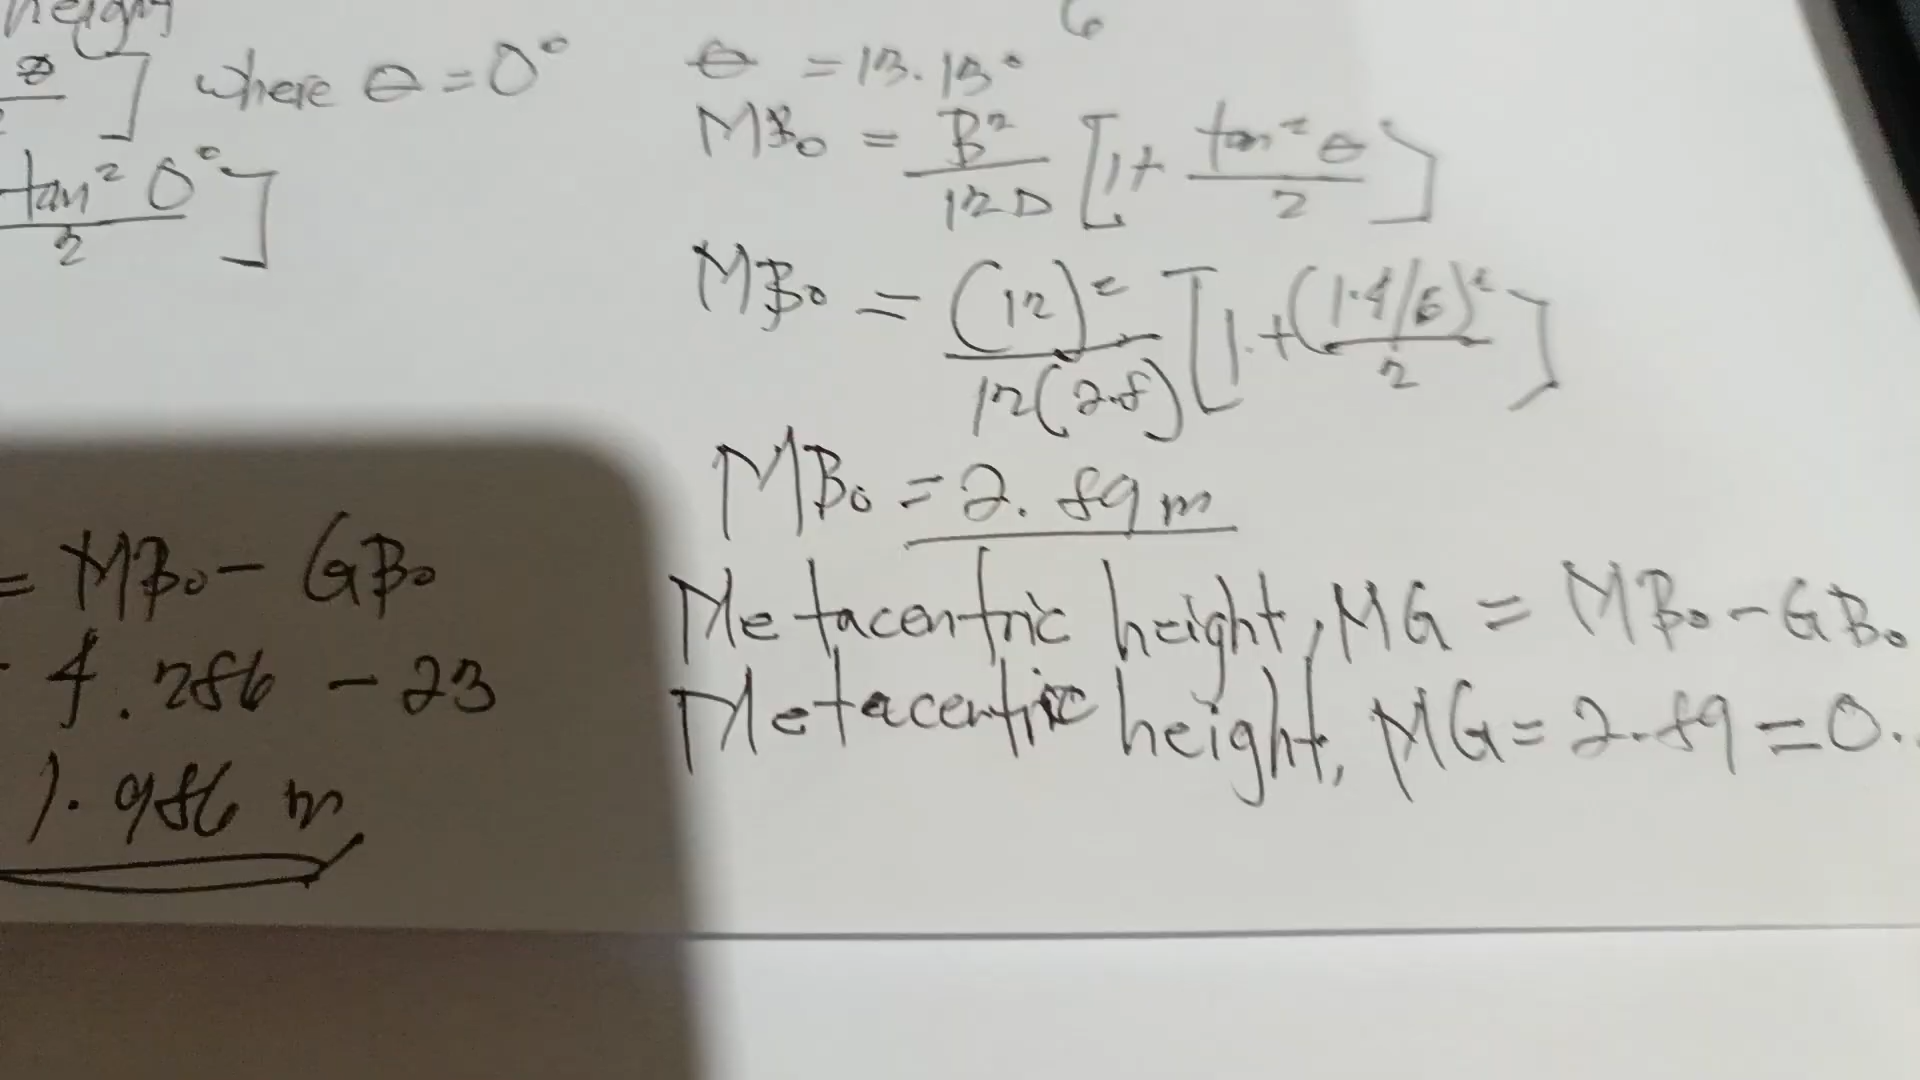 height
θ ] where θ = 0°
tan² 0° ]
2
= MB₀ - GB₀
4.286 - 23
1.986 m
6
θ = 13.13°
MB₀ = B² / 12D [1 + tan² θ / 2]
MB₀ = (12)² / 12(2.8) [1 + (1.4/6)² / 2]
MB₀ = 2.89 m
Metacentric height, MG = MB₀ - GB₀
Metacentric height, MG = 2.89 = 0.